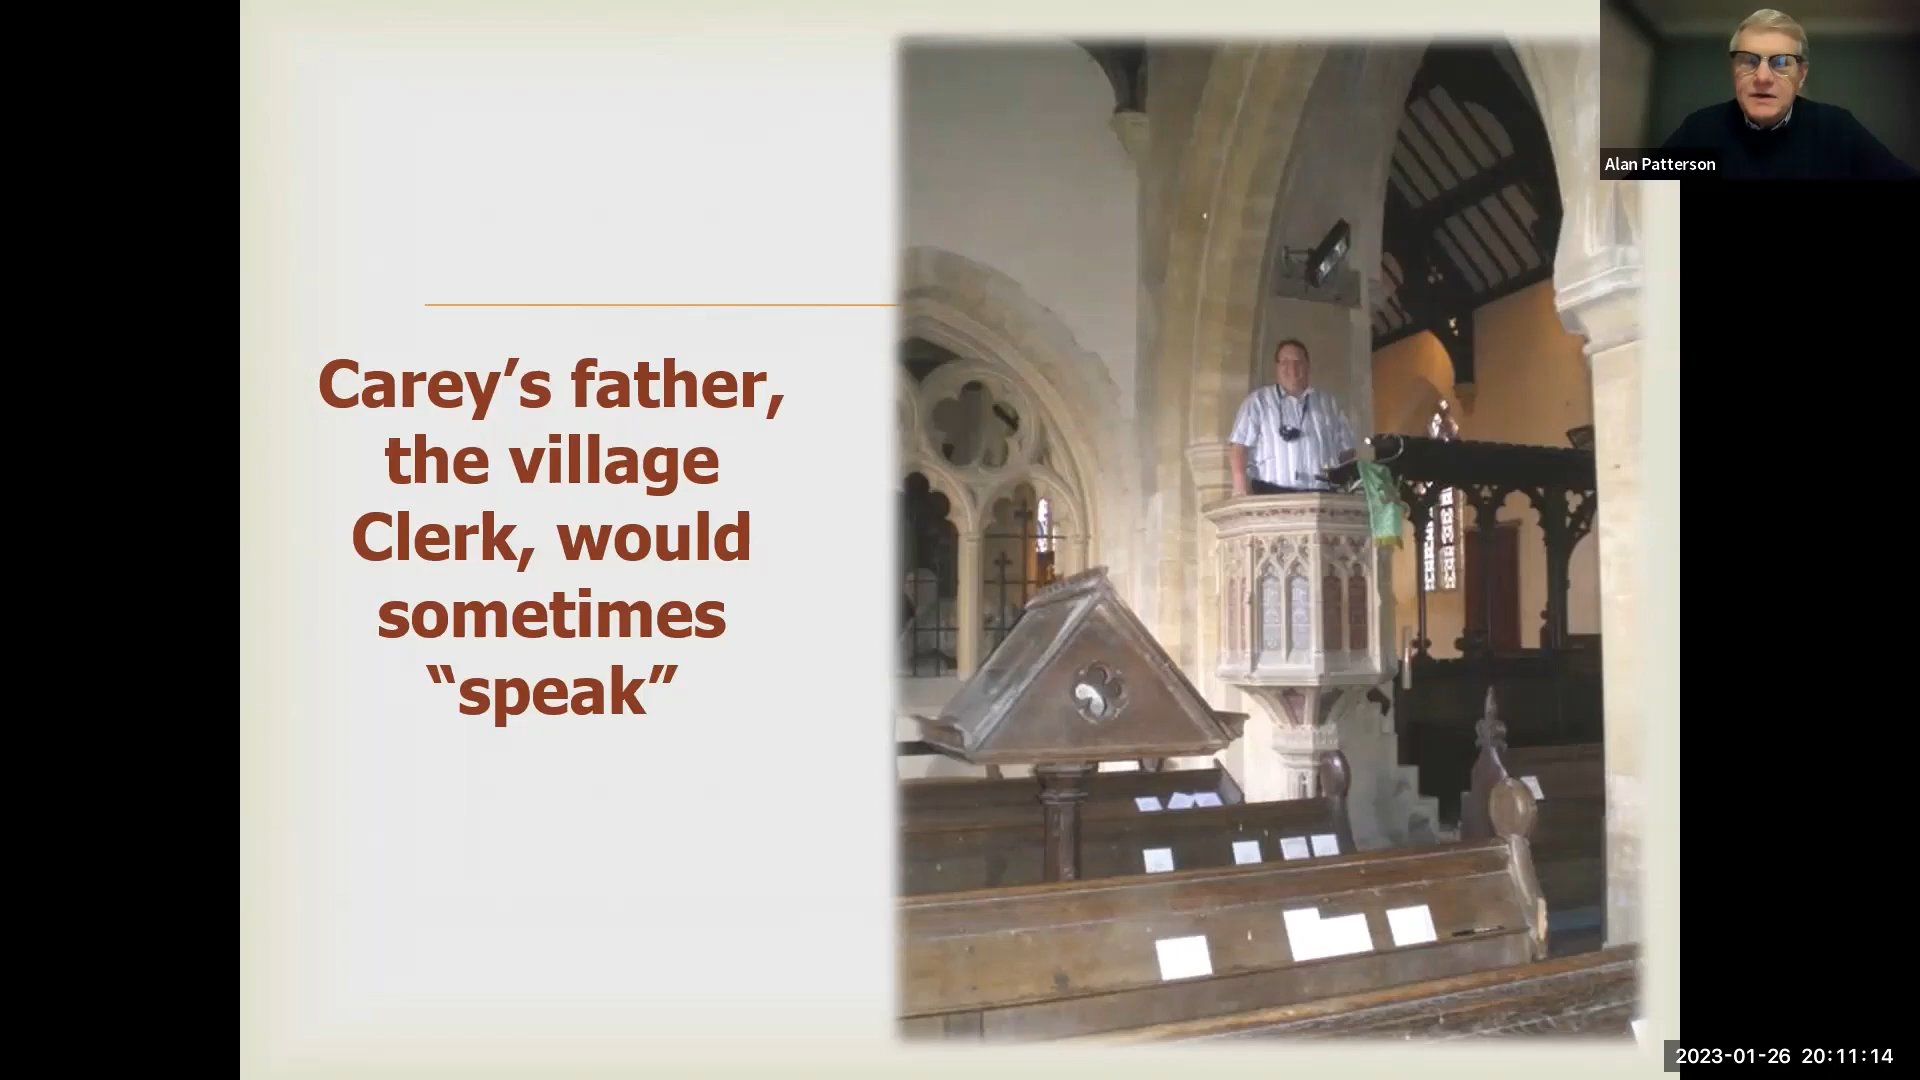 Carey’s father,
the village
Clerk, would
sometimes
“speak”
Alan Patterson
2023-01-26 20:11:14